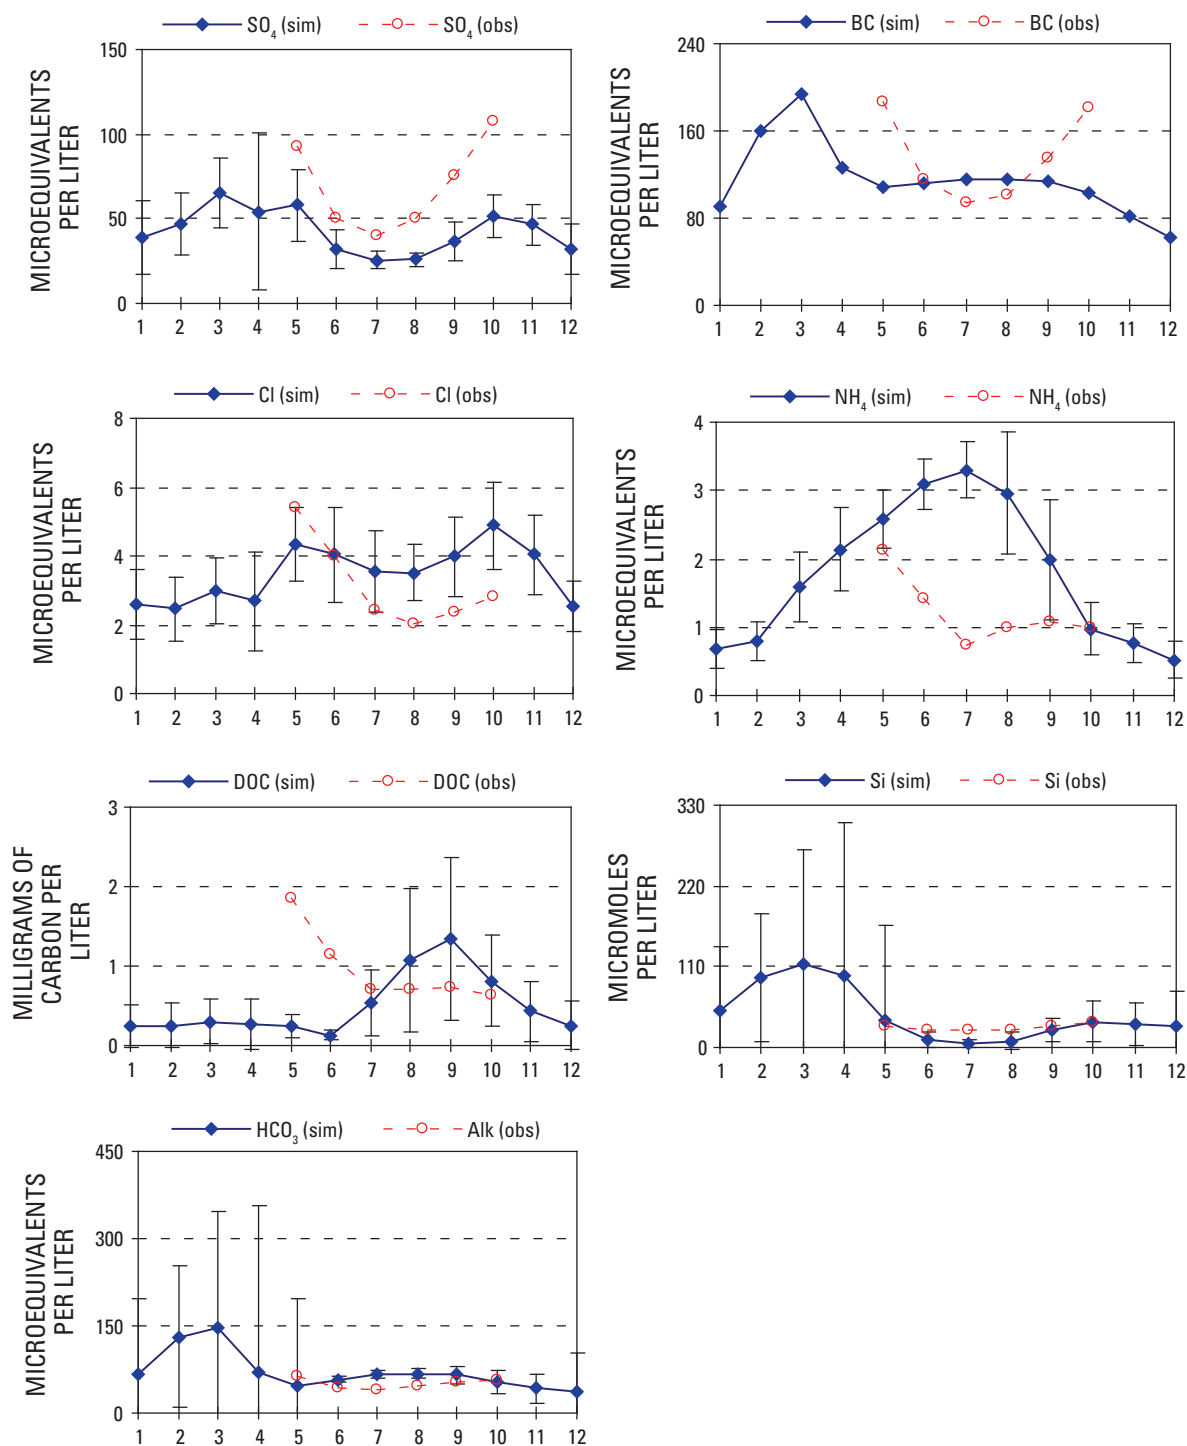 SO4 (sim) SO4 (obs)
MICROEQUIVALENTS
PER LITER
150
100
50
0
1 2 3 4 5 6 7 8 9 10 11 12
BC (sim) BC (obs)
MICROEQUIVALENTS
PER LITER
240
160
80
0
1 2 3 4 5 6 7 8 9 10 11 12
Cl (sim) Cl (obs)
MICROEQUIVALENTS
PER LITER
8
6
4
2
0
1 2 3 4 5 6 7 8 9 10 11 12
NH4 (sim) NH4 (obs)
MICROEQUIVALENTS
PER LITER
4
3
2
1
0
1 2 3 4 5 6 7 8 9 10 11 12
DOC (sim) DOC (obs)
MILLIGRAMS OF
CARBON PER
LITER
3
2
1
0
1 2 3 4 5 6 7 8 9 10 11 12
Si (sim) Si (obs)
MICROMOLES
PER LITER
330
220
110
0
1 2 3 4 5 6 7 8 9 10 11 12
HCO3 (sim) Alk (obs)
MICROEQUIVALENTS
PER LITER
450
300
150
0
1 2 3 4 5 6 7 8 9 10 11 12